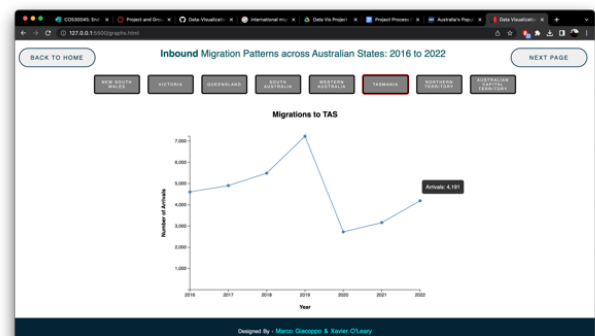 COS30045: Enviro
Project and Grou
Data-Visualizatio
international mig
Data Vis Project
Project Process
Australia's Popul
Data Visualizatio
127.0.0.1:5500/graphs.html
BACK TO HOME
Inbound Migration Patterns across Australian States: 2016 to 2022
NEXT PAGE
NEW SOUTH
WALES
VICTORIA
QUEENSLAND
SOUTH
AUSTRALIA
WESTERN
AUSTRALIA
TASMANIA
NORTHERN
TERRITORY
AUSTRALIAN
CAPITAL
TERRITORY
Migrations to TAS
Number of Arrivals
7,000
6,000
5,000
4,000
3,000
2,000
1,000
Arrivals: 4,191
2016 2017 2018 2019 2020 2021 2022
Year
Designed By - Marco Giacoppo & Xavier O'Leary